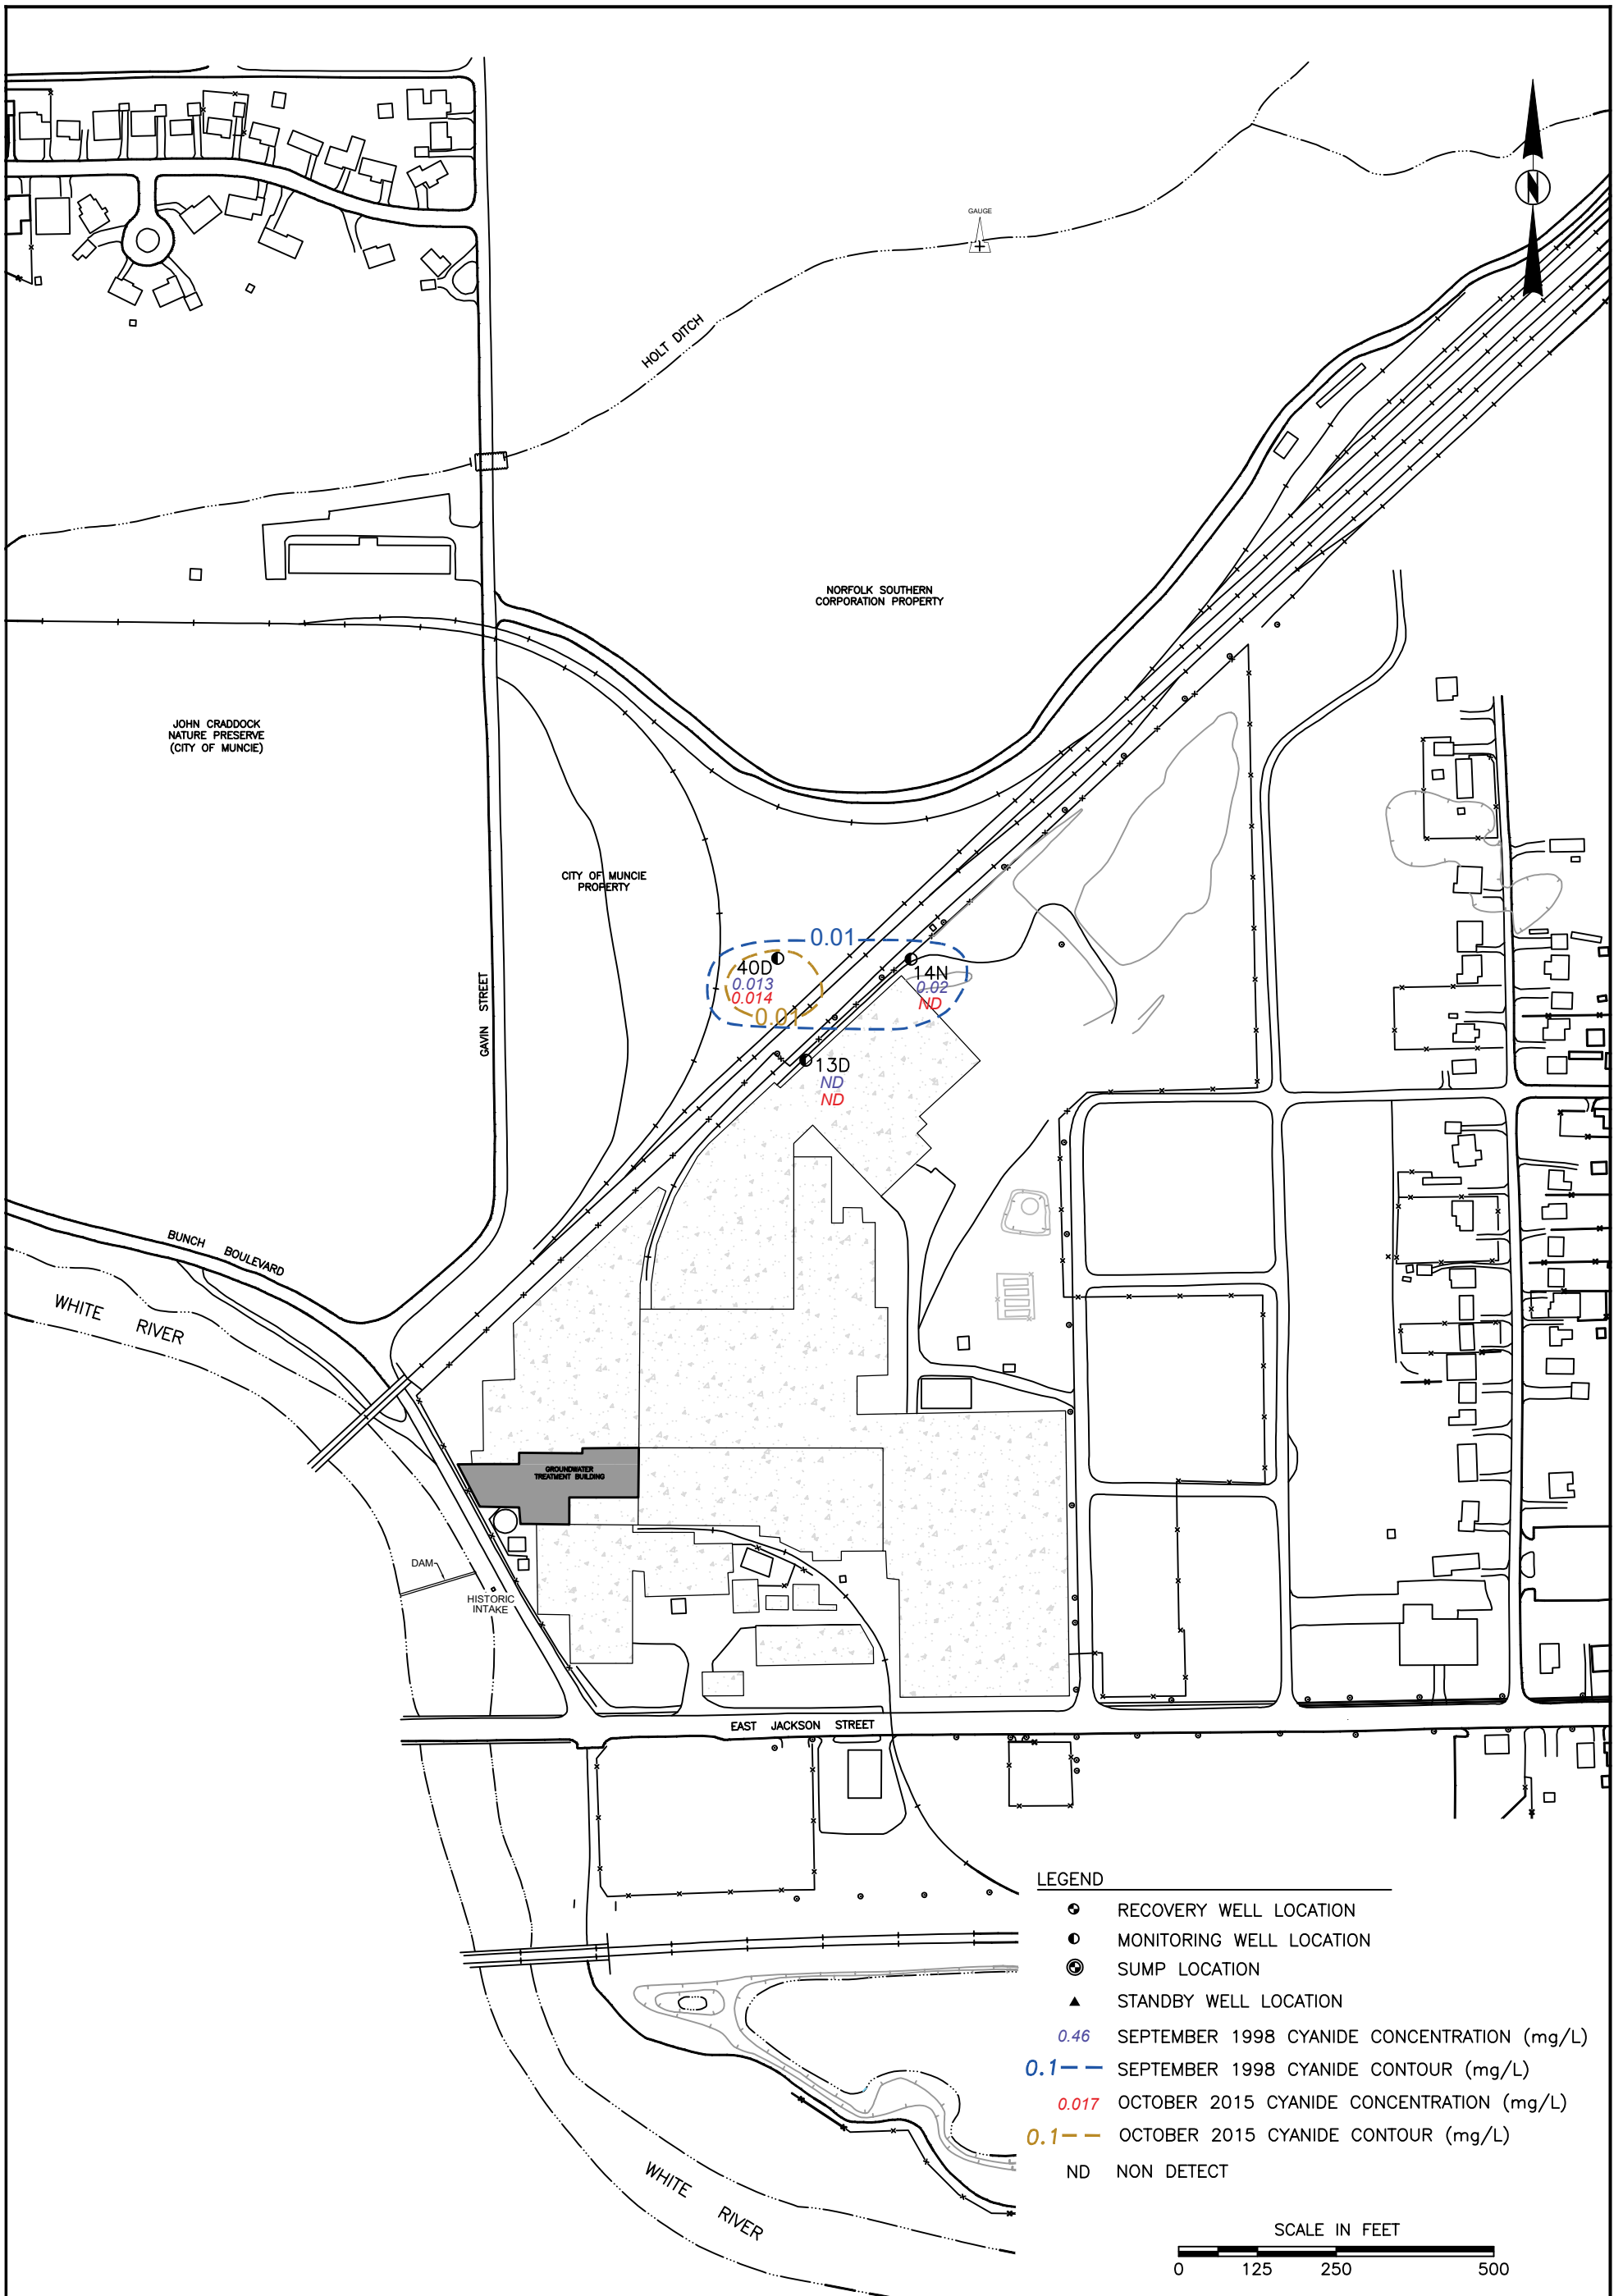 GAUGE
N
HOLT DITCH
NORFOLK SOUTHERN
CORPORATION PROPERTY
JOHN CRADDOCK
NATURE PRESERVE
(CITY OF MUNCIE)
CITY OF MUNCIE
PROPERTY
GAVIN STREET
0.01
40D
0.013
0.014
0.01
14N
0.02
ND
13D
ND
ND
BUNCH BOULEVARD
WHITE RIVER
GROUNDWATER
TREATMENT BUILDING
DAM
HISTORIC
INTAKE
EAST JACKSON STREET
WHITE RIVER
LEGEND
RECOVERY WELL LOCATION
MONITORING WELL LOCATION
SUMP LOCATION
STANDBY WELL LOCATION
0.46 SEPTEMBER 1998 CYANIDE CONCENTRATION (mg/L)
0.1 SEPTEMBER 1998 CYANIDE CONTOUR (mg/L)
0.017 OCTOBER 2015 CYANIDE CONCENTRATION (mg/L)
0.1 OCTOBER 2015 CYANIDE CONTOUR (mg/L)
ND NON DETECT
SCALE IN FEET
0 125 250 500